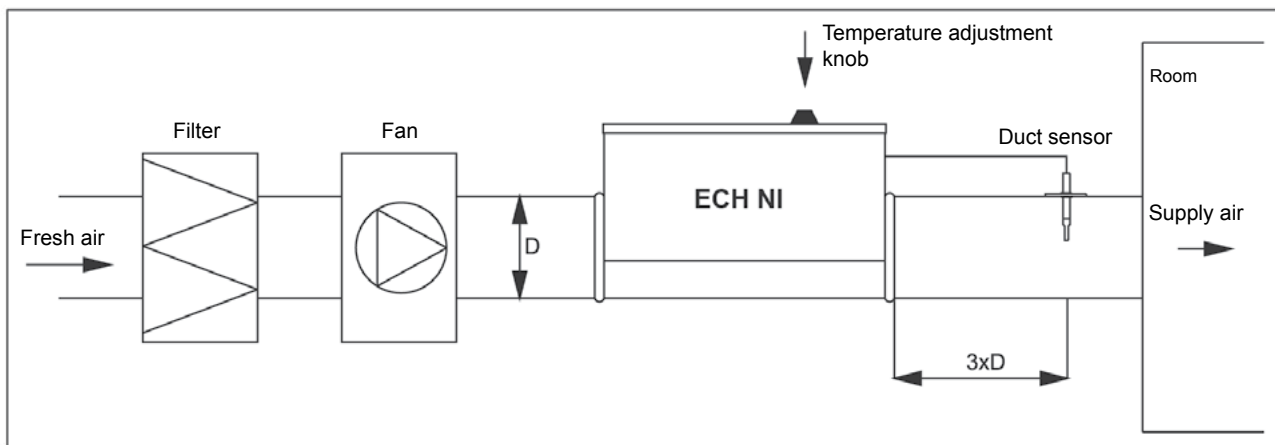 Temperature adjustment
knob
Room
Filter
Fan
Duct sensor
ECH NI
Fresh air
D
Supply air
3xD